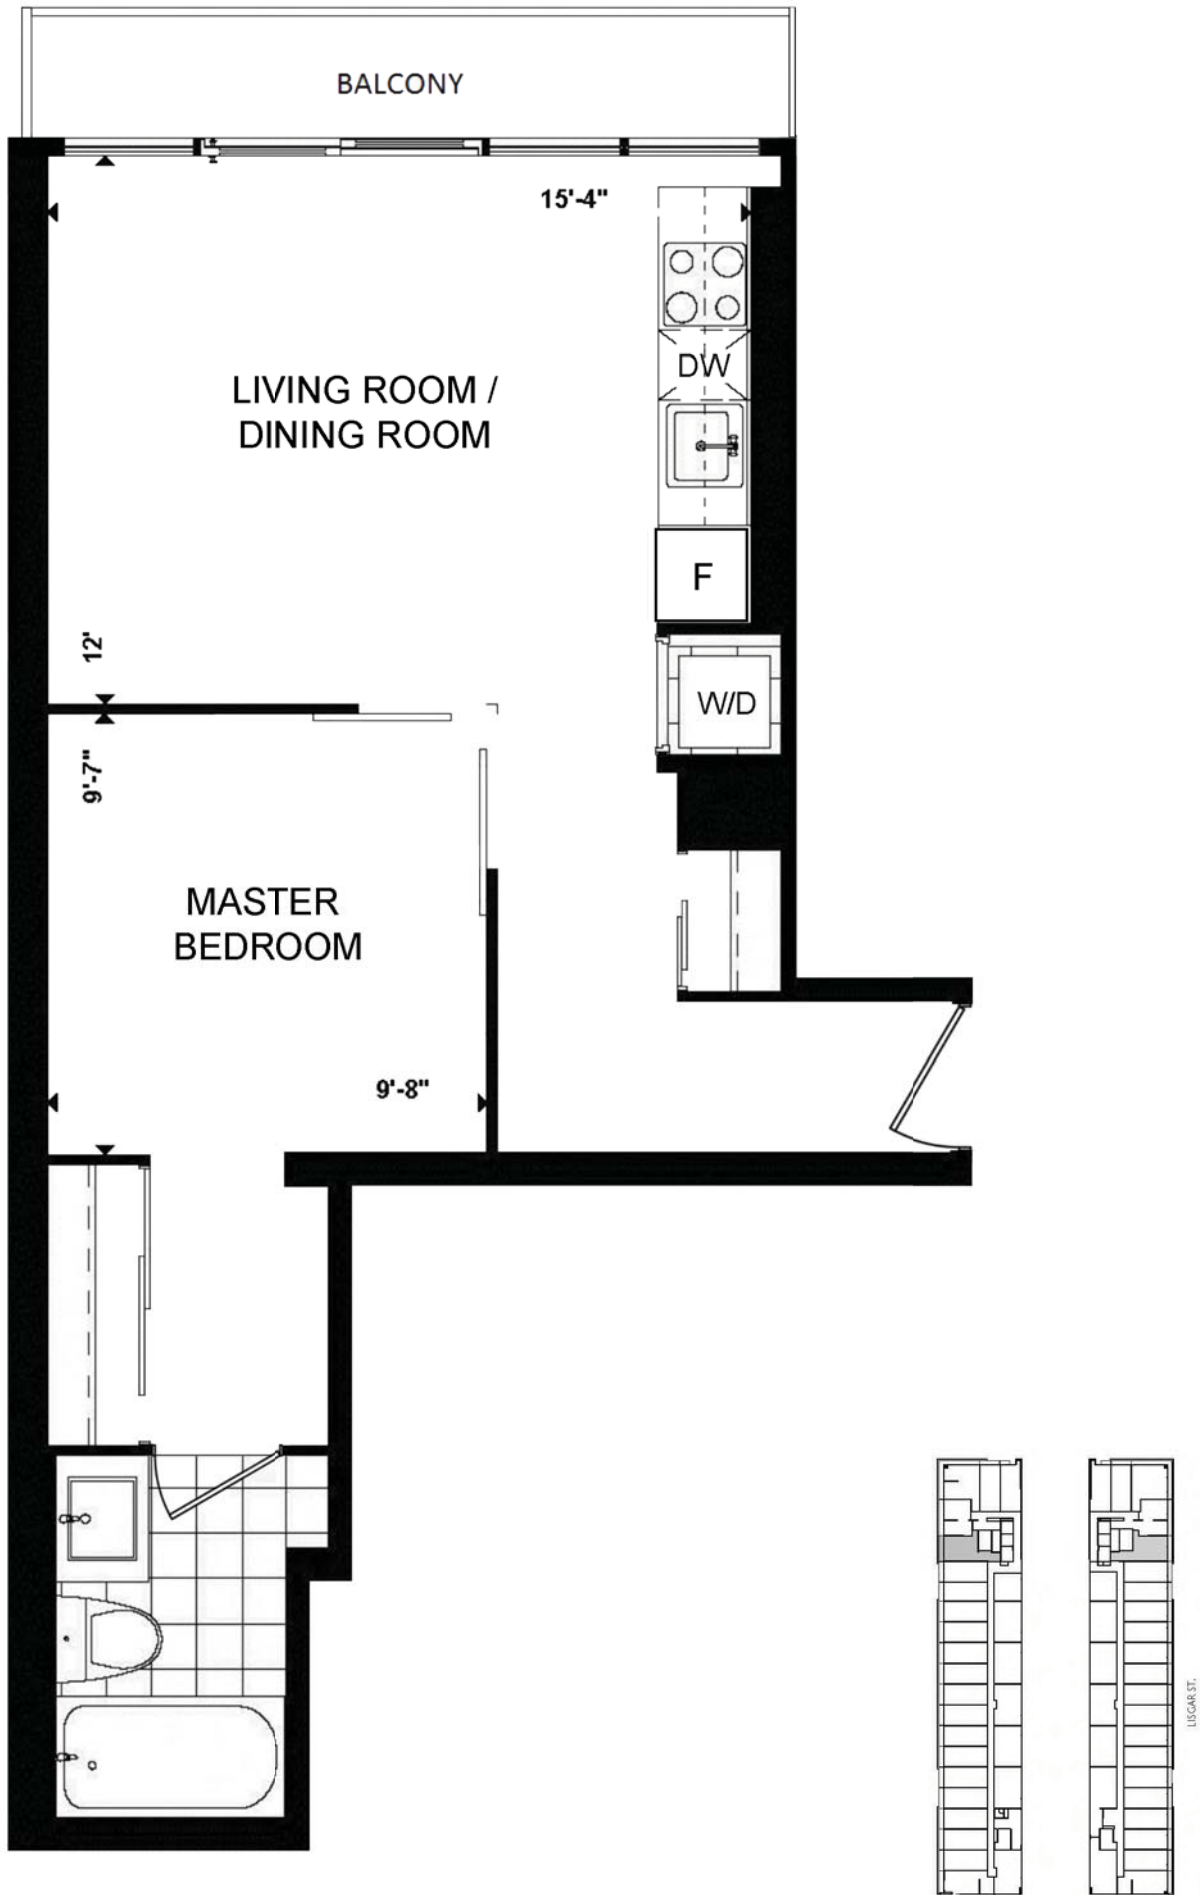 BALCONY
15'-4"
LIVING ROOM /
DINING ROOM
DW
F
12'
W/D
9'-7"
MASTER
BEDROOM
9'-8"
LISGAR ST.